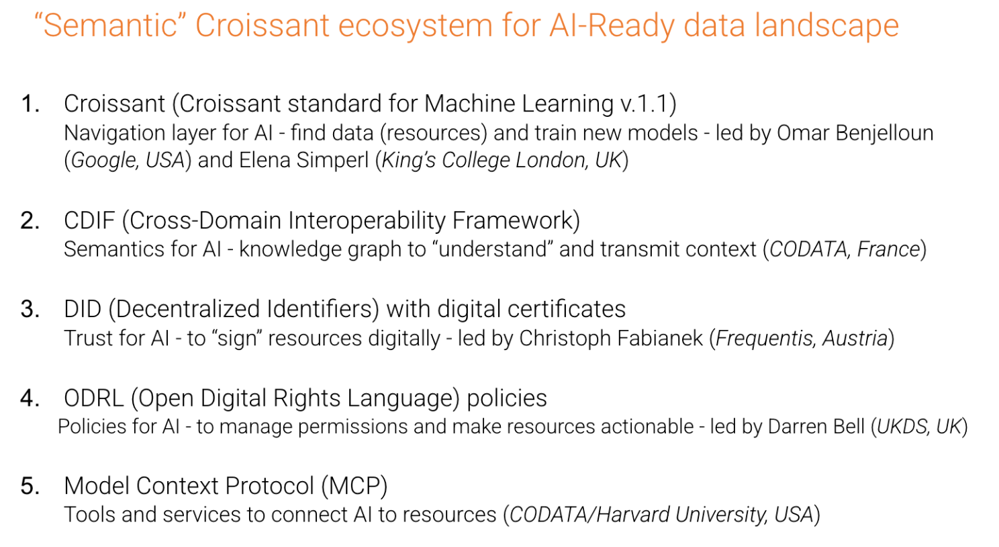 “Semantic” Croissant ecosystem for AI-Ready data landscape
1. Croissant (Croissant standard for Machine Learning v.1.1)
Navigation layer for AI - find data (resources) and train new models - led by Omar Benjelloun
(Google, USA) and Elena Simperl (King’s College London, UK)
2. CDIF (Cross-Domain Interoperability Framework)
Semantics for AI - knowledge graph to “understand” and transmit context (CODATA, France)
3. DID (Decentralized Identifiers) with digital certificates
Trust for AI - to “sign” resources digitally - led by Christoph Fabianek (Frequentis, Austria)
4. ODRL (Open Digital Rights Language) policies
Policies for AI - to manage permissions and make resources actionable - led by Darren Bell (UKDS, UK)
5. Model Context Protocol (MCP)
Tools and services to connect AI to resources (CODATA/Harvard University, USA)